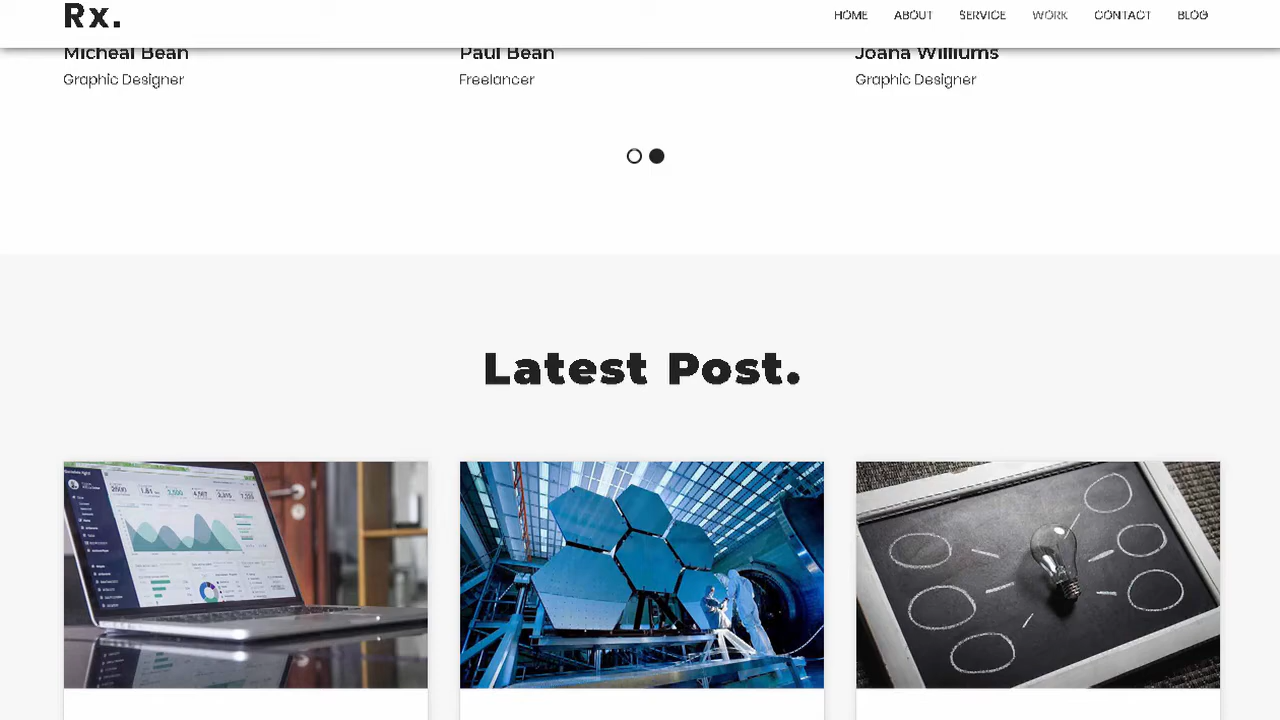 Rx.
HOME ABOUT SERVICE WORK CONTACT BLOG
Micheal Bean
Paul Bean
Joana Williums
Graphic Designer
Freelancer
Graphic Designer
Latest Post.